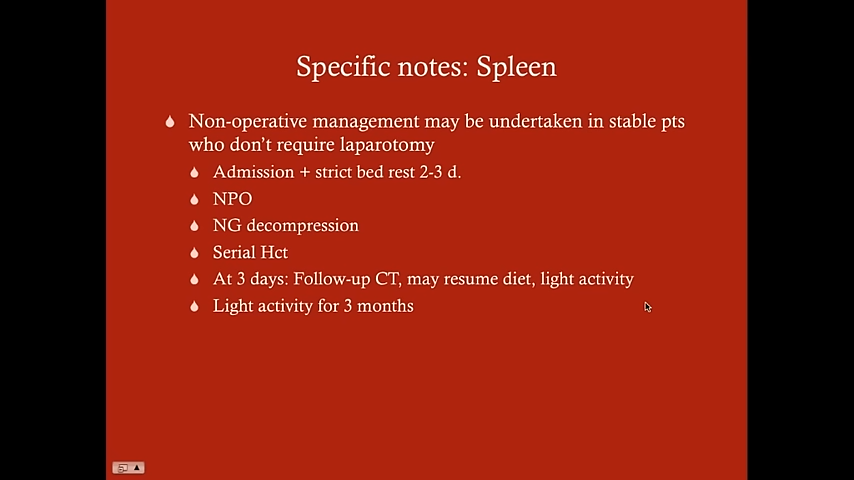 Specific notes: Spleen
Non-operative management may be undertaken in stable pts
who don't require laparotomy
Admission + strict bed rest 2-3 d.
NPO
NG decompression
Serial Hct
At 3 days: Follow-up CT, may resume diet, light activity
Light activity for 3 months